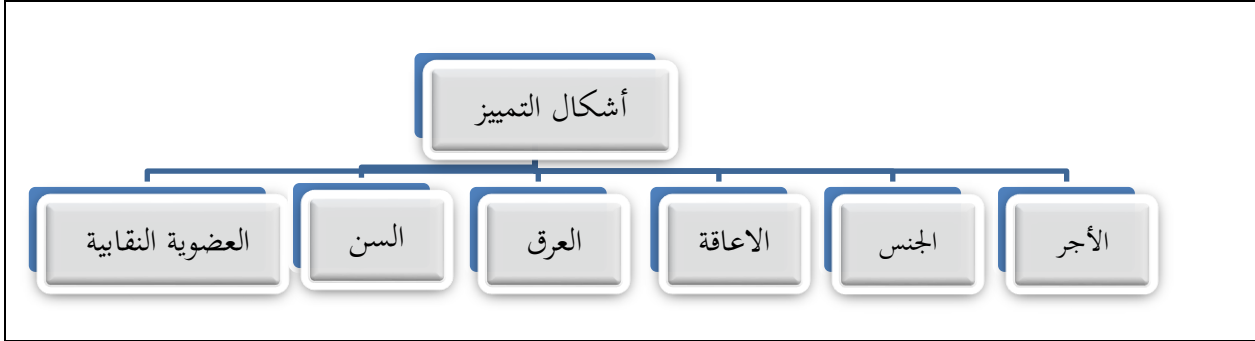 أشكال التمييز
الأجر
الجنس
الاعاقة
العرق
السن
العضوية النقابية